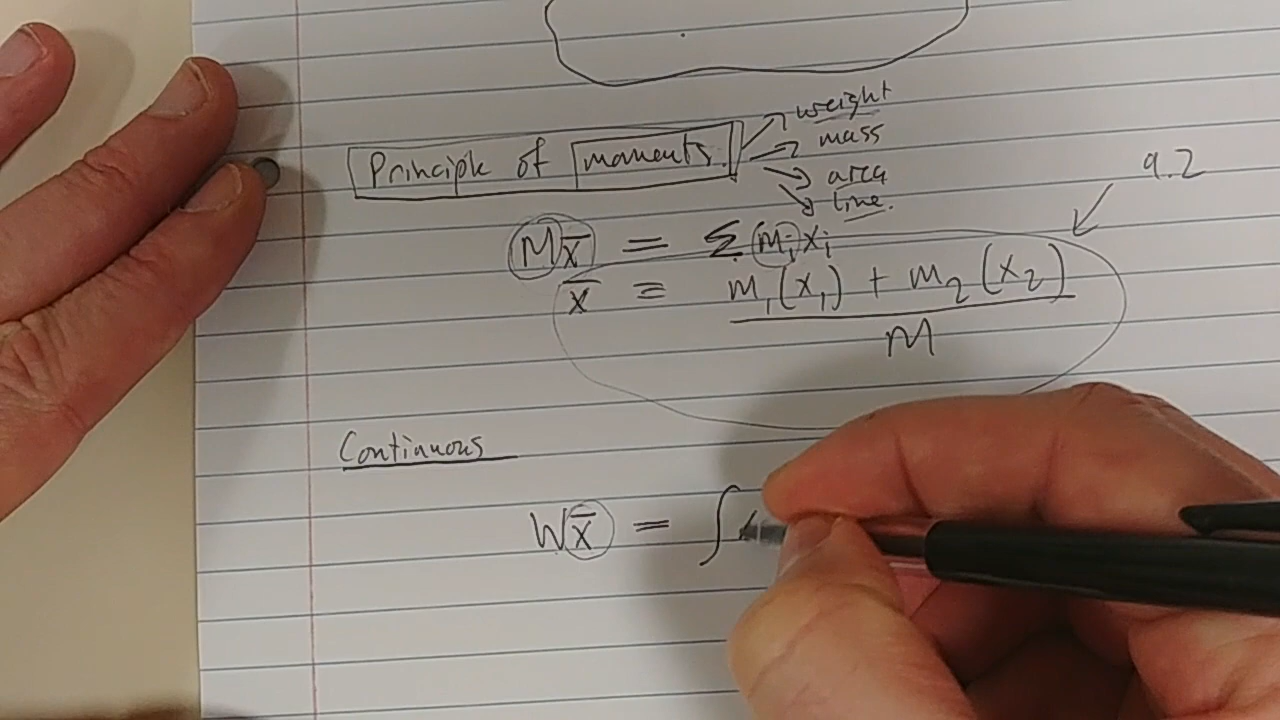 weight
Principle of moments. mass
area
line.
9.2
Mx̅ = Σ mᵢxᵢ
x̅ = m₁(x₁) + m₂(x₂)
M
Continuous
Wx̅ = ∫